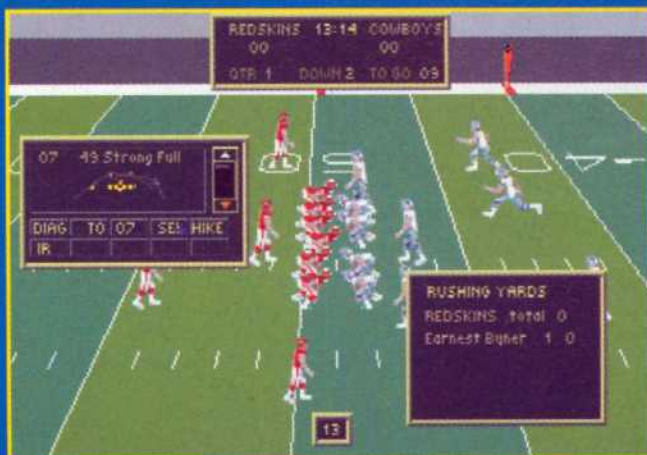 REDSKINS 13:14 COWBOYS
00 00
QTR 1 DOWN 2 TO GO 09
07 49 Strong Full
DIAG TO 07 SE! HIKE
IR
RUSHING YARDS
REDSKINS ,total 0
Earnest Byner 1 0
13